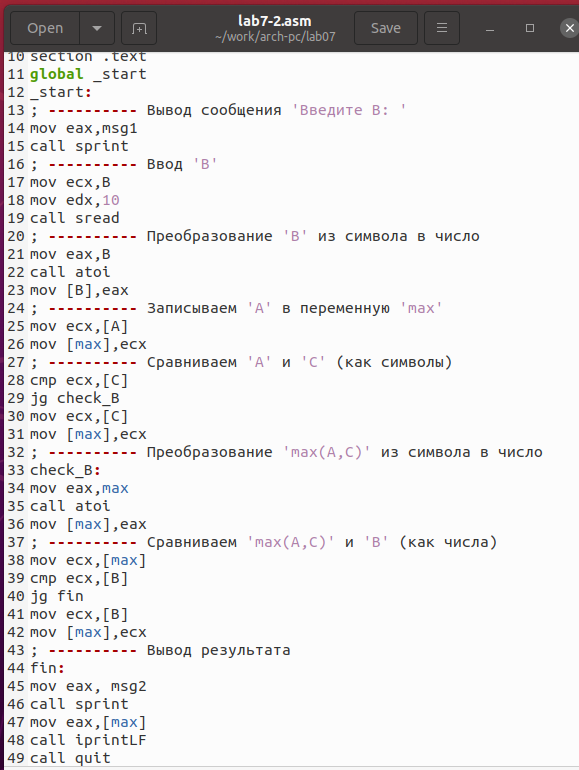 Open
lab7-2.asm
~/work/arch-pc/lab07
Save
10 section .text
11 global _start
12 _start:
13 ; ---------- Вывод сообщения 'Введите B: '
14 mov eax,msg1
15 call sprint
16 ; ---------- Ввод 'B'
17 mov ecx,B
18 mov edx,10
19 call sread
20 ; ---------- Преобразование 'B' из символа в число
21 mov eax,B
22 call atoi
23 mov [B],eax
24 ; ---------- Записываем 'A' в переменную 'max'
25 mov ecx,[A]
26 mov [max],ecx
27 ; ---------- Сравниваем 'A' и 'C' (как символы)
28 cmp ecx,[C]
29 jg check_B
30 mov ecx,[C]
31 mov [max],ecx
32 ; ---------- Преобразование 'max(A,C)' из символа в число
33 check_B:
34 mov eax,max
35 call atoi
36 mov [max],eax
37 ; ---------- Сравниваем 'max(A,C)' и 'B' (как числа)
38 mov ecx,[max]
39 cmp ecx,[B]
40 jg fin
41 mov ecx,[B]
42 mov [max],ecx
43 ; ---------- Вывод результата
44 fin:
45 mov eax, msg2
46 call sprint
47 mov eax,[max]
48 call iprintLF
49 call quit